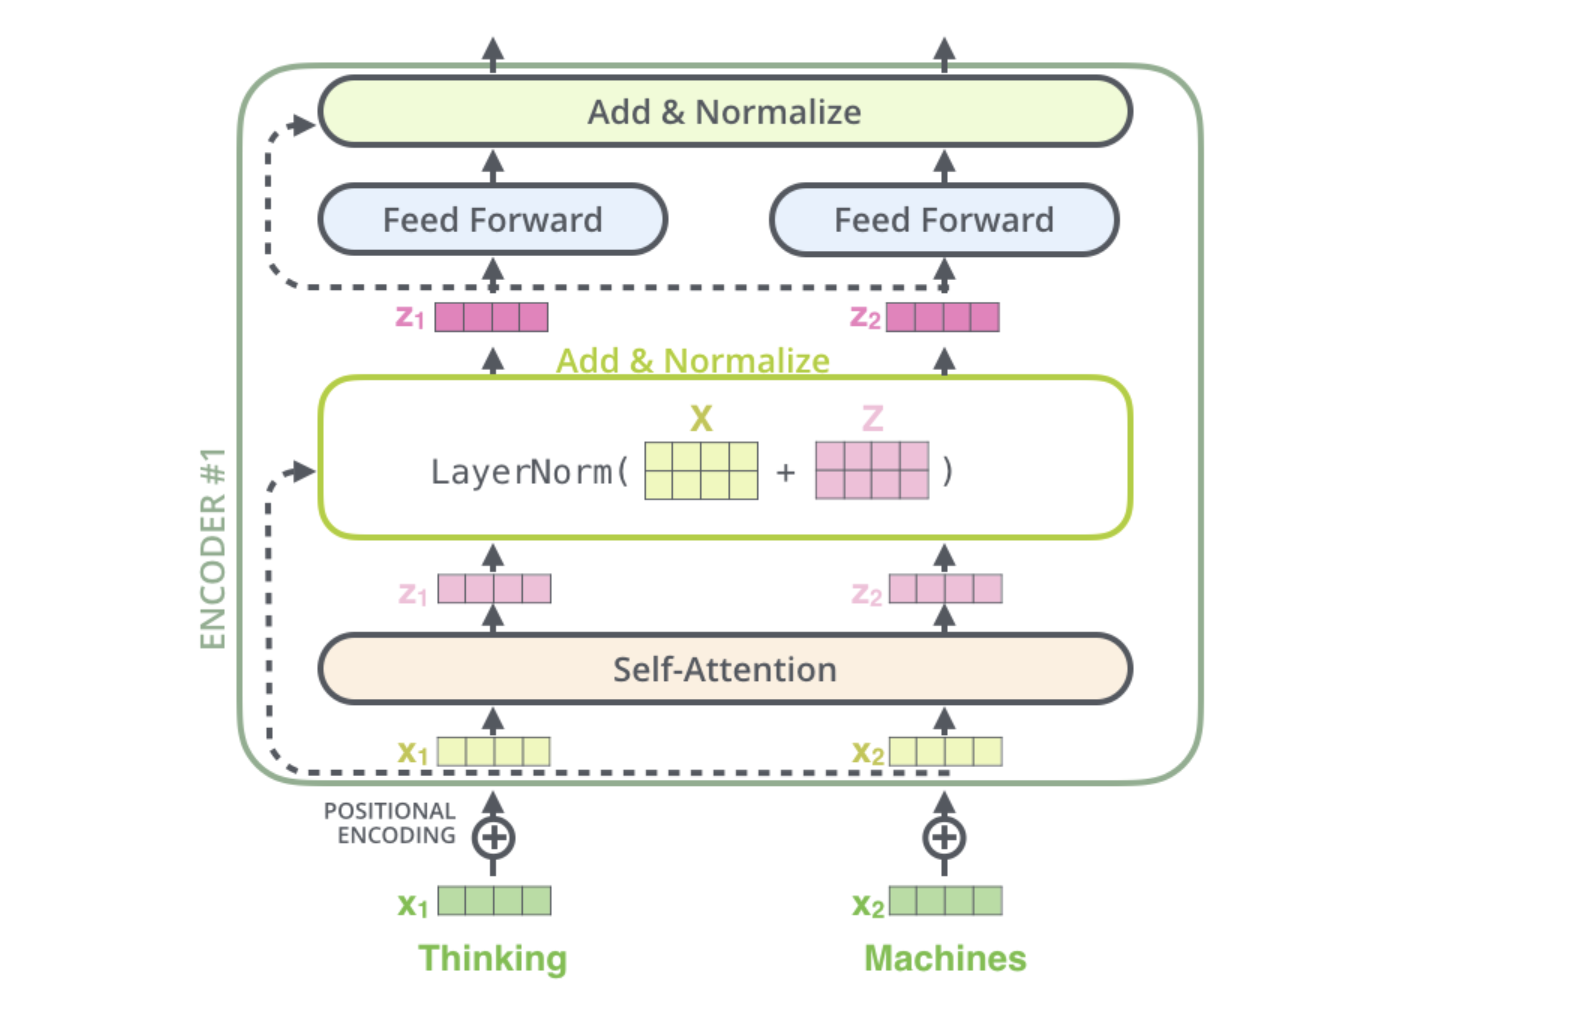 Add & Normalize
Feed Forward Feed Forward
z1 z2
Add & Normalize
X Z
LayerNorm( + )
ENCODER #1
z1 z2
Self-Attention
x1 x2
POSITIONAL
ENCODING
x1 x2
Thinking Machines